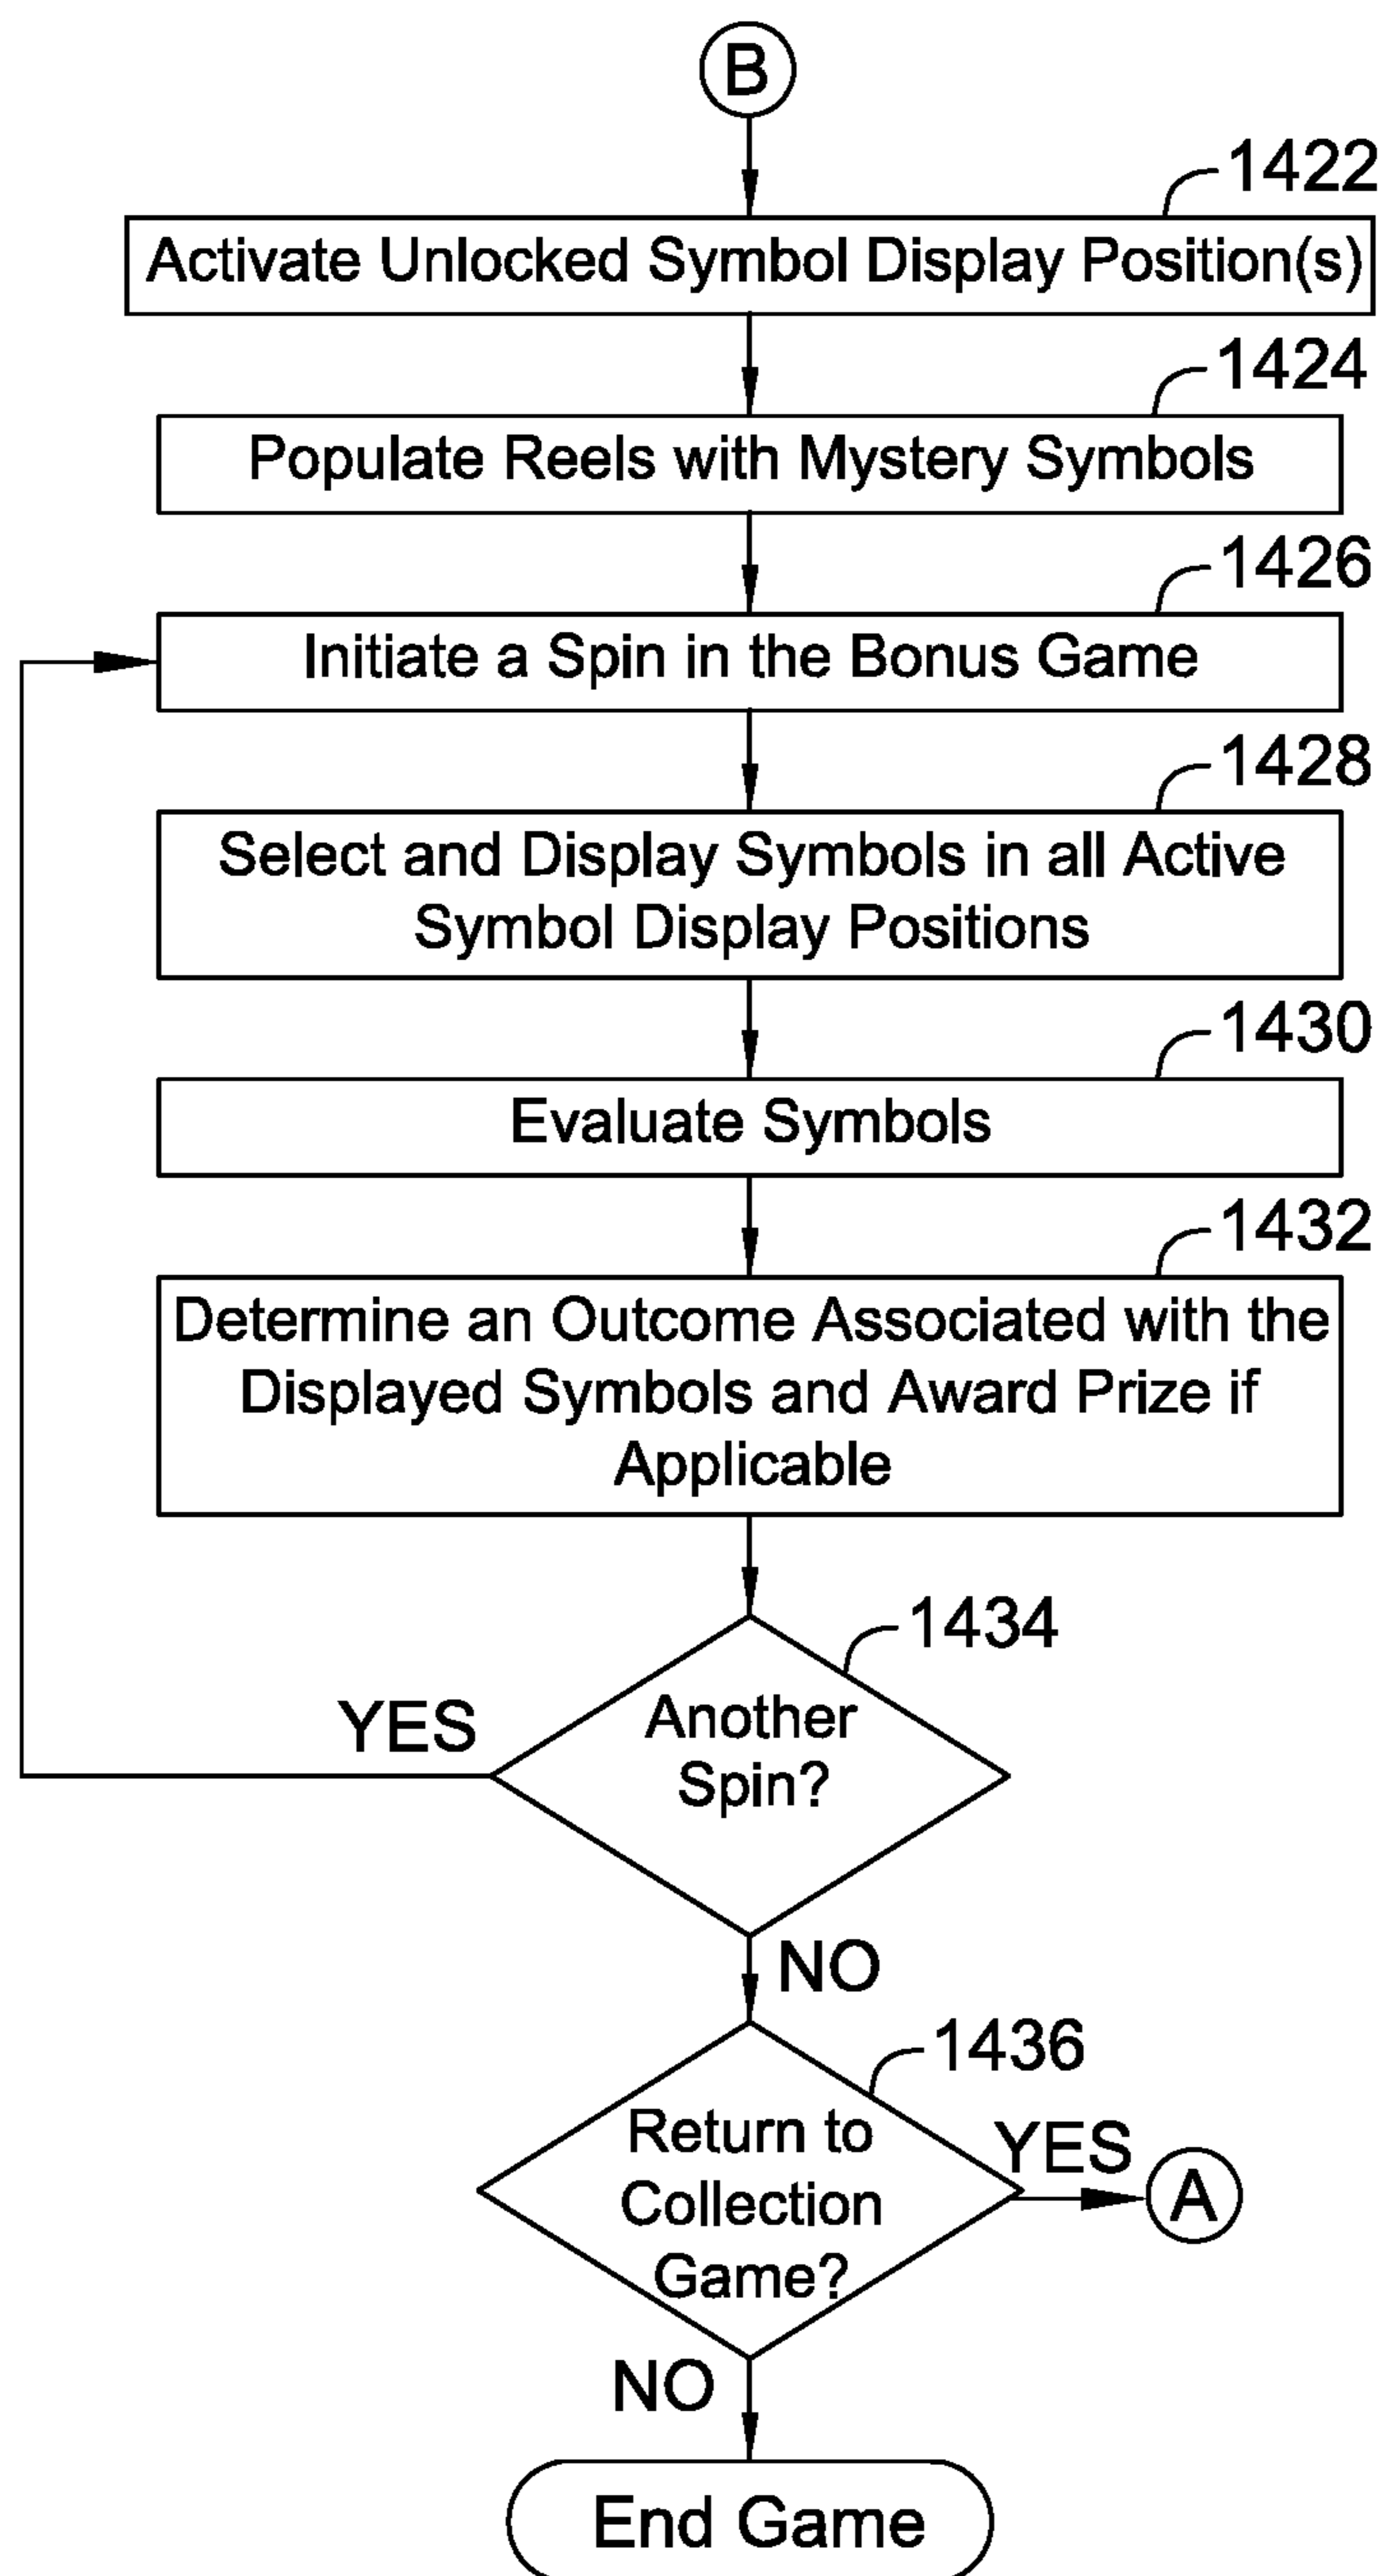 B
1422
Activate Unlocked Symbol Display Position(s)
1424
Populate Reels with Mystery Symbols
1426
Initiate a Spin in the Bonus Game
1428
Select and Display Symbols in all Active
Symbol Display Positions
1430
Evaluate Symbols
1432
Determine an Outcome Associated with the
Displayed Symbols and Award Prize if
Applicable
1434
Another
Spin?
YES
NO
1436
Return to
Collection
Game?
YES
A
NO
End Game